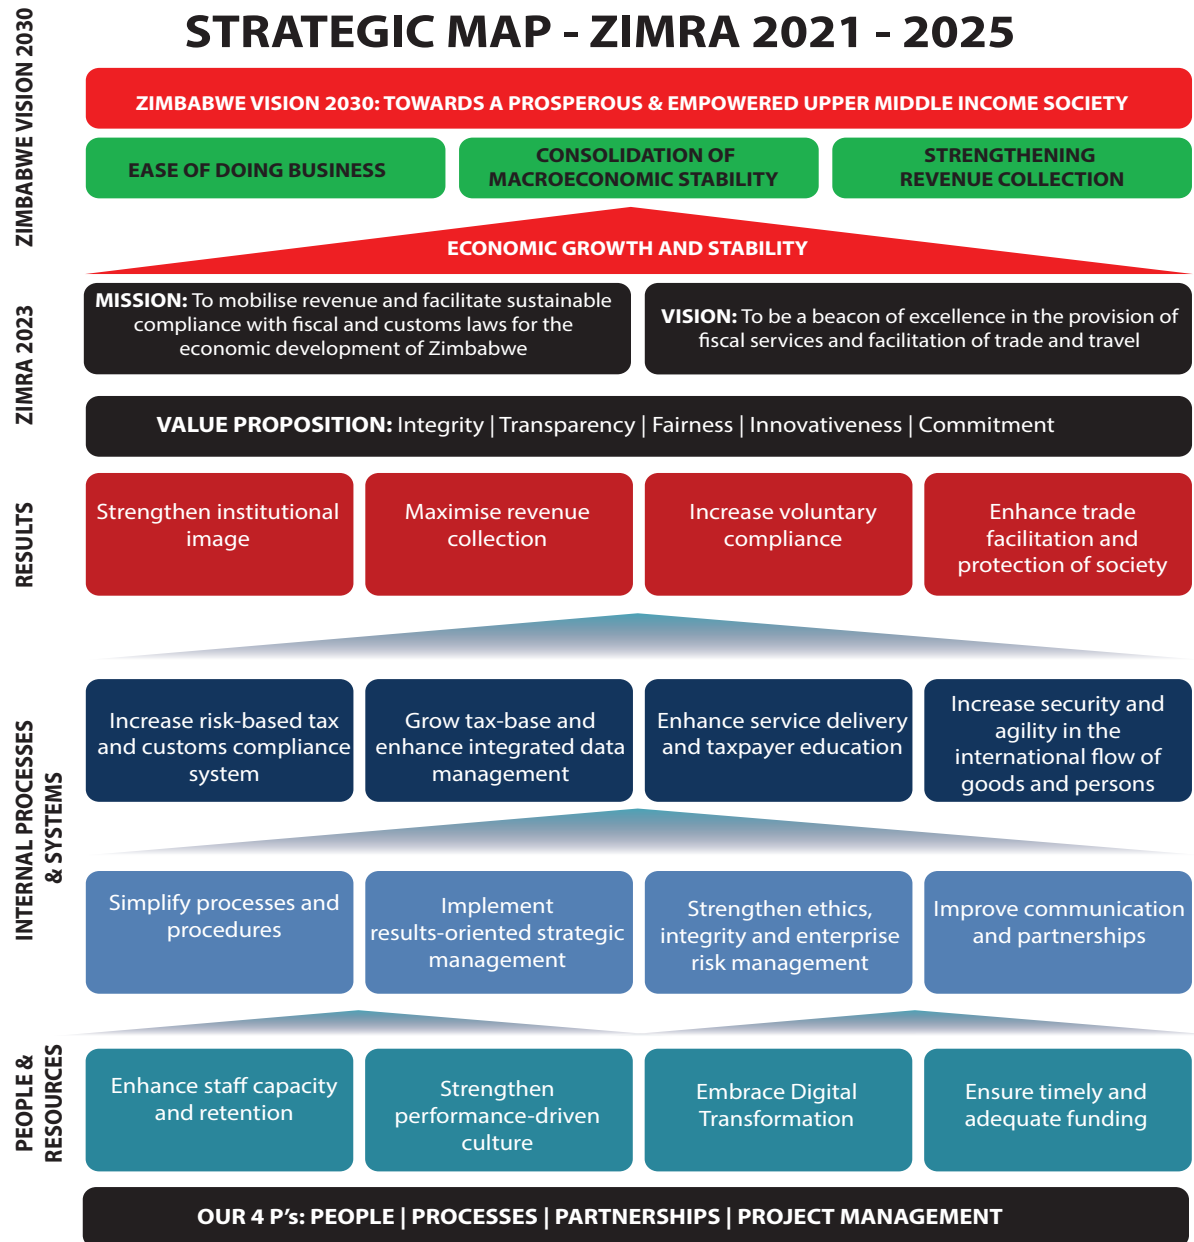 STRATEGIC MAP - ZIMRA 2021 - 2025
ZIMBABWE VISION 2030
ZIMBABWE VISION 2030: TOWARDS A PROSPEROUS & EMPOWERED UPPER MIDDLE INCOME SOCIETY
EASE OF DOING BUSINESS
CONSOLIDATION OF
MACROECONOMIC STABILITY
STRENGTHENING
REVENUE COLLECTION
ECONOMIC GROWTH AND STABILITY
ZIMRA 2023
MISSION: To mobilise revenue and facilitate sustainable
compliance with fiscal and customs laws for the
economic development of Zimbabwe
VISION: To be a beacon of excellence in the provision of
fiscal services and facilitation of trade and travel
VALUE PROPOSITION: Integrity | Transparency | Fairness | Innovativeness | Commitment
RESULTS
Strengthen institutional
image
Maximise revenue
collection
Increase voluntary
compliance
Enhance trade
facilitation and
protection of society
INTERNAL PROCESSES
& SYSTEMS
Increase risk-based tax
and customs compliance
system
Grow tax-base and
enhance integrated data
management
Enhance service delivery
and taxpayer education
Increase security and
agility in the
international flow of
goods and persons
Simplify processes and
procedures
Implement
results-oriented strategic
management
Strengthen ethics,
integrity and enterprise
risk management
Improve communication
and partnerships
PEOPLE &
RESOURCES
Enhance staff capacity
and retention
Strengthen
performance-driven
culture
Embrace Digital
Transformation
Ensure timely and
adequate funding
OUR 4 P's: PEOPLE | PROCESSES | PARTNERSHIPS | PROJECT MANAGEMENT